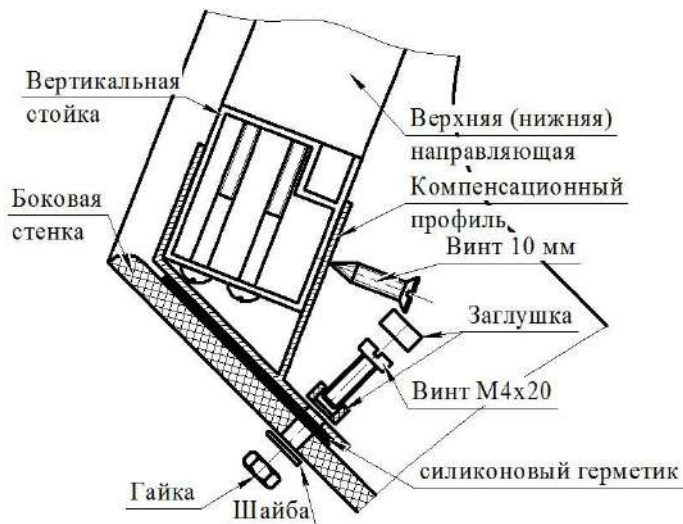 Вертикальная
стойка
Верхняя (нижняя)
направляющая
Компенсационный
профиль
Боковая
стенка
Винт 10 мм
Заглушка
Винт М4х20
силиконовый герметик
Гайка
Шайба